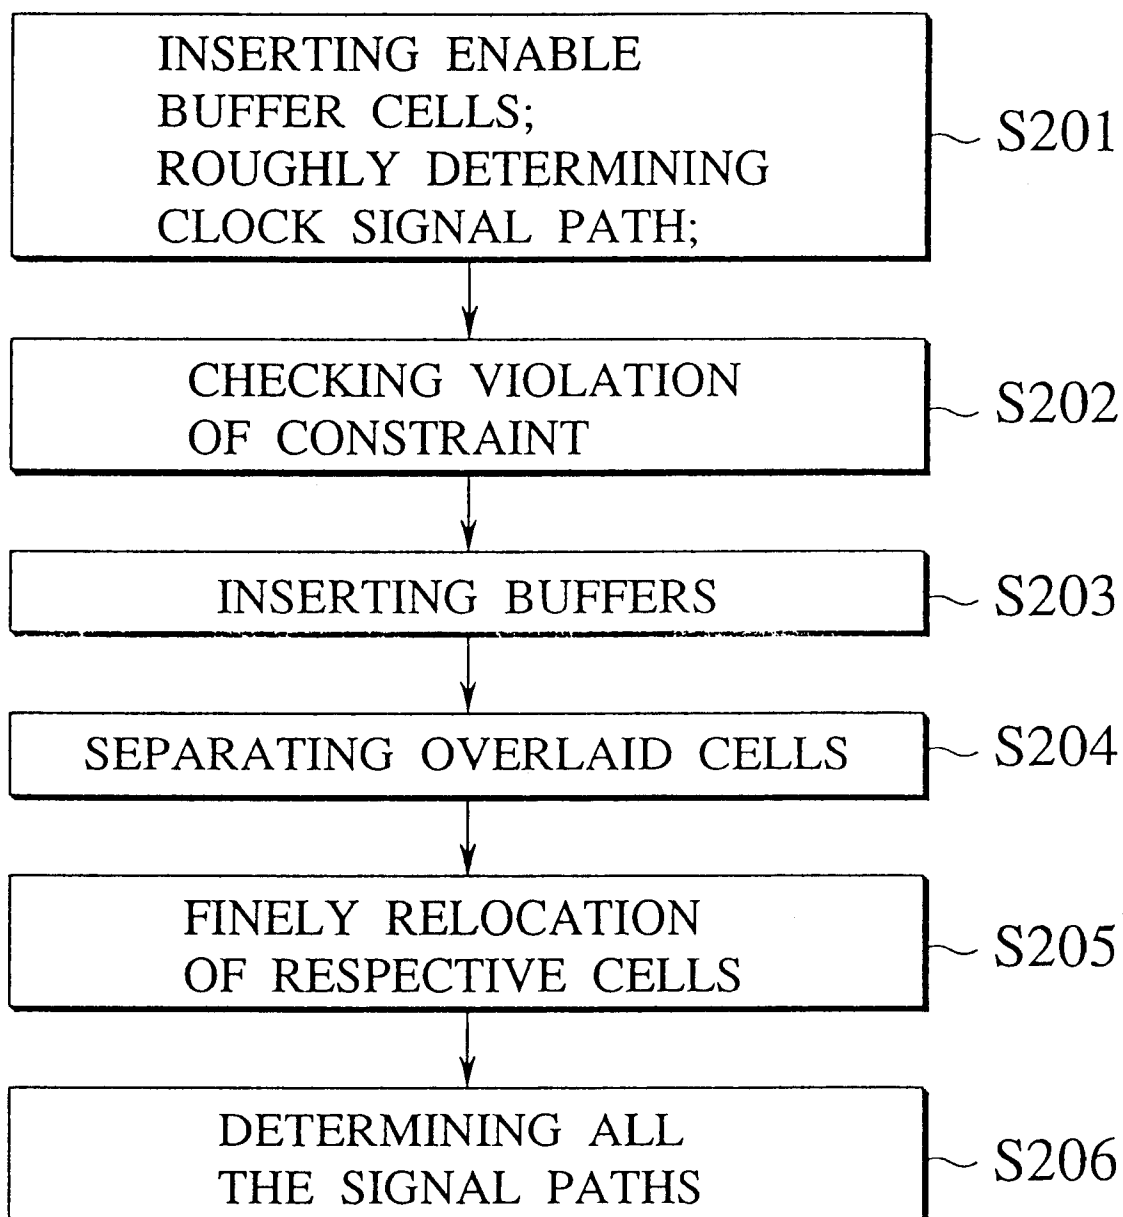 INSERTING ENABLE
BUFFER CELLS;
ROUGHLY DETERMINING
CLOCK SIGNAL PATH;
S201
CHECKING VIOLATION
OF CONSTRAINT
S202
INSERTING BUFFERS
S203
SEPARATING OVERLAID CELLS
S204
FINELY RELOCATION
OF RESPECTIVE CELLS
S205
DETERMINING ALL
THE SIGNAL PATHS
S206